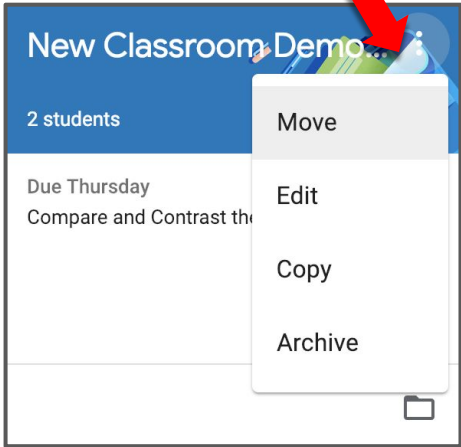 New Classroom Demo...
2 students
Move
Due Thursday
Compare and Contrast the
Edit
Copy
Archive